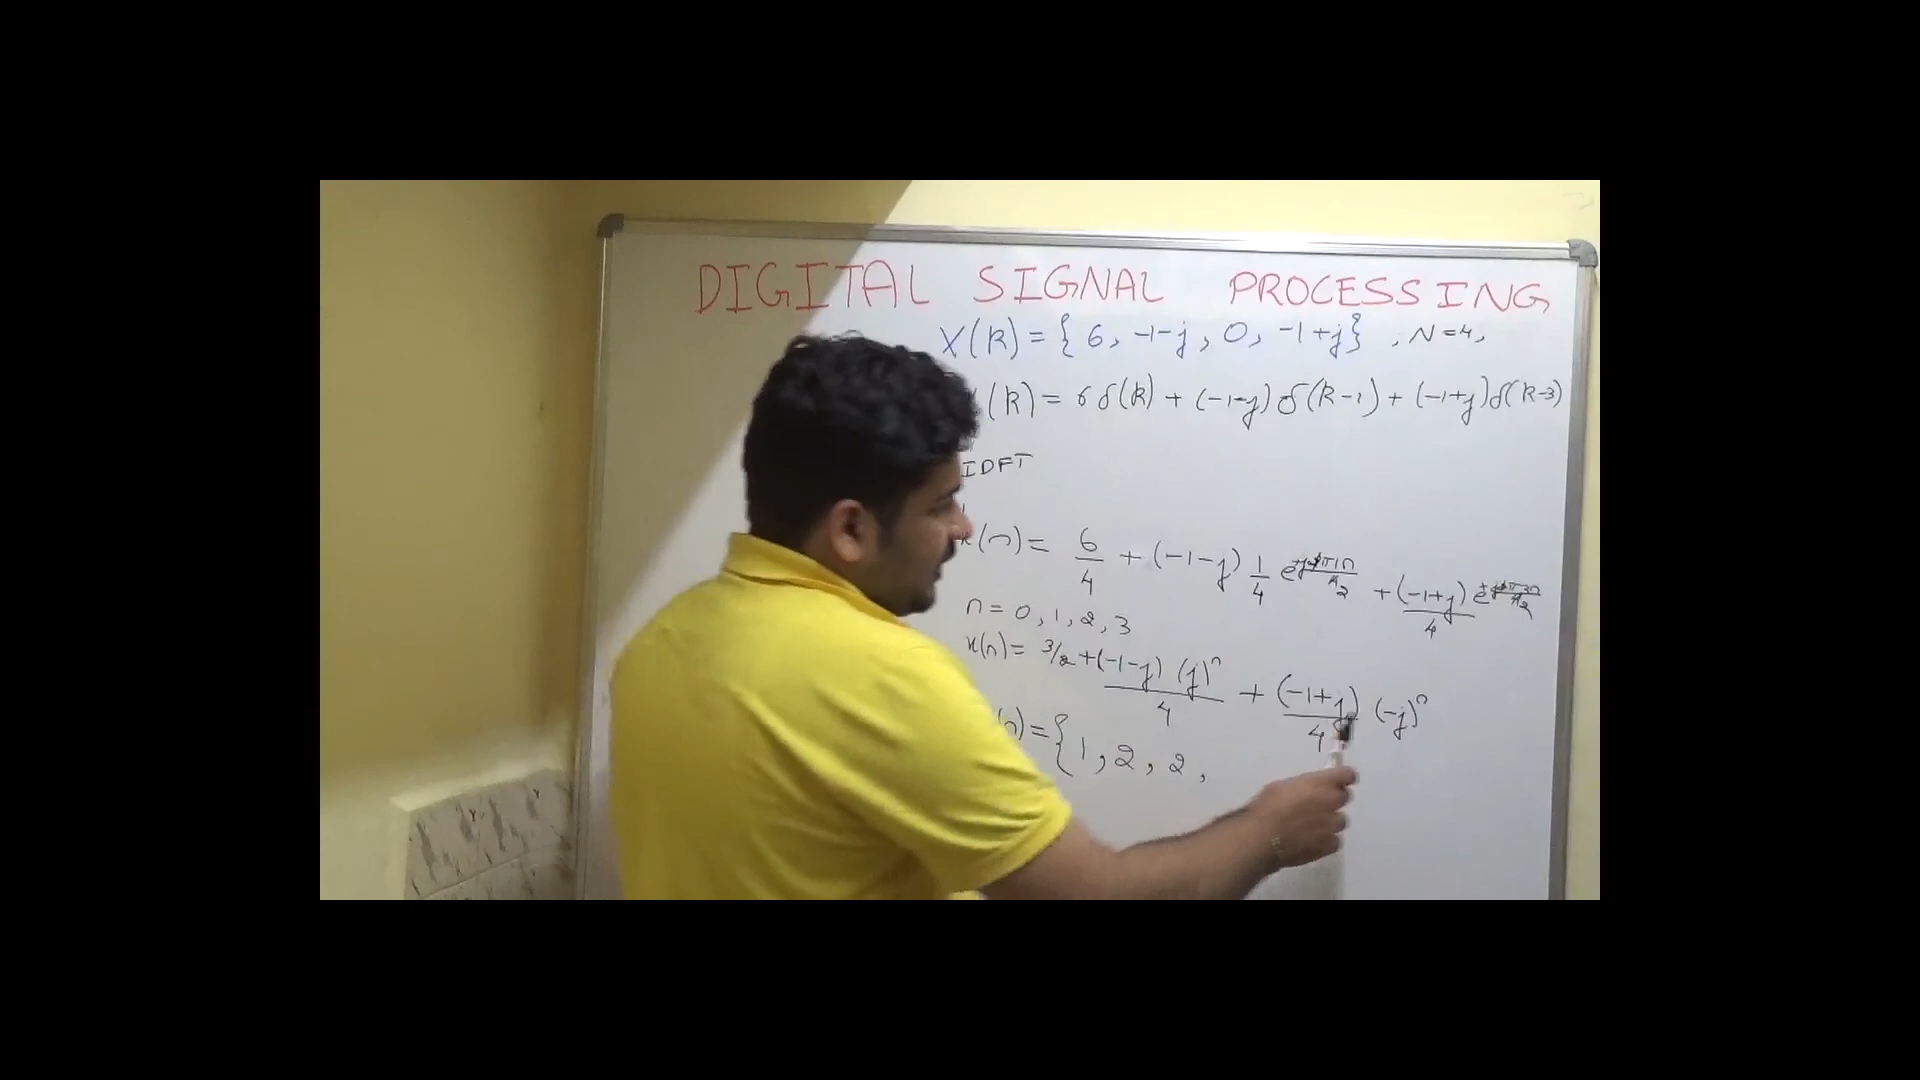 DIGITAL SIGNAL PROCESSING
X(k) = { 6, -1-j, 0, -1+j } , N=4,
(k) = 6 δ(k) + (-1-j) δ(k-1) + (-1+j) δ(k-3)
IDFT
x(n) = 6/4 + (-1-j) 1/4 e + (-1+j)/4 e
n = 0, 1, 2, 3
x(n) = 3/2 + (-1-j)/4 (j)^n + (-1+j)/4 (-j)^n
(n) = { 1, 2, 2,